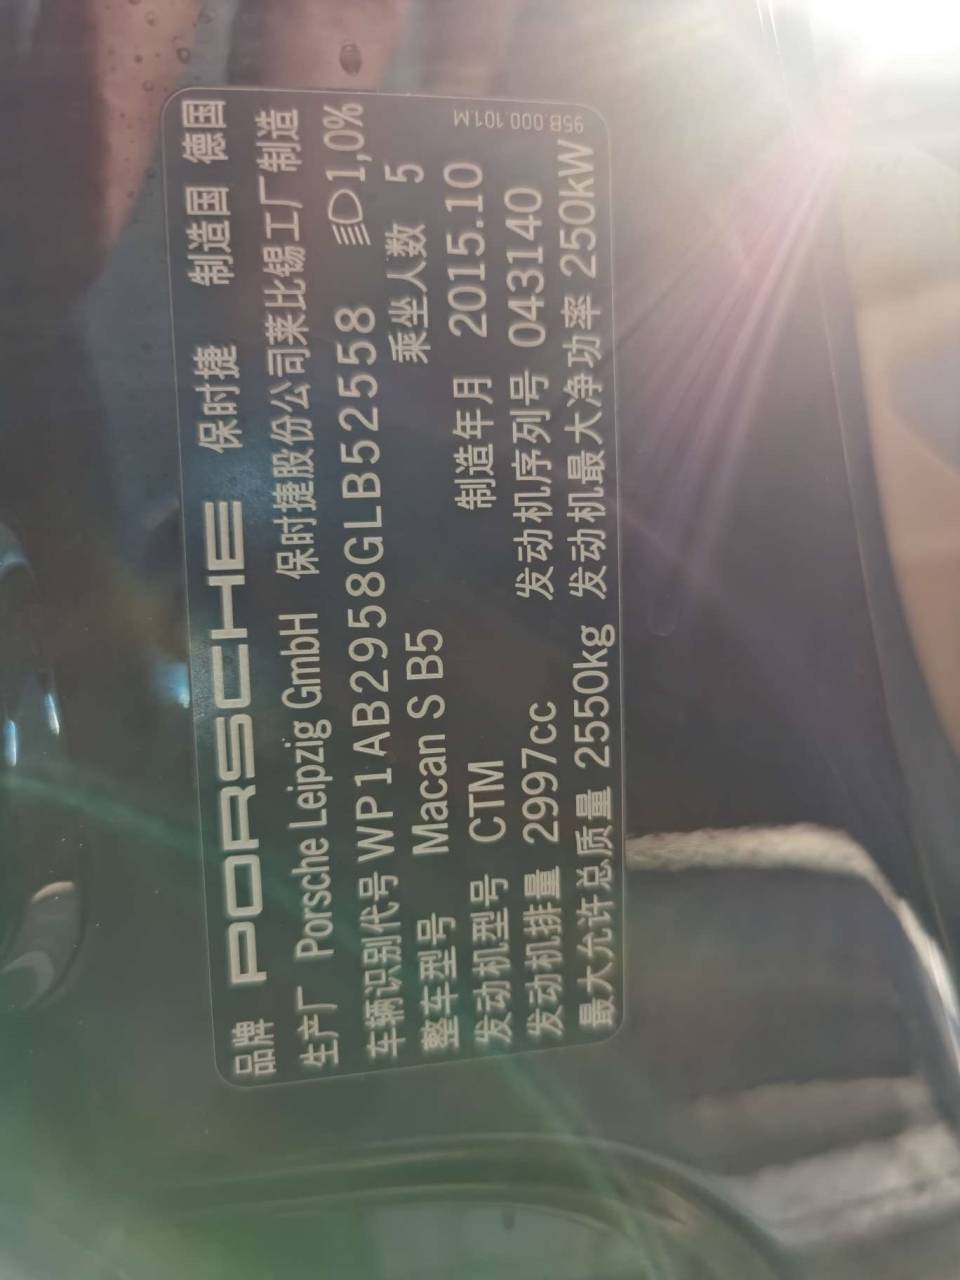 品牌 PORSCHE 保时捷 制造国 德国
生产厂 Porsche Leipzig GmbH 保时捷股份公司莱比锡工厂制造
车辆识别代号 WP1AB2958GLB52558 1,0%
整车型号 Macan S B5 乘坐人数 5
发动机型号 CTM 制造年月 2015.10
发动机排量 2997cc 发动机序列号 043140
最大允许总质量 2550kg 发动机最大净功率 250kW
95B.000.101.M